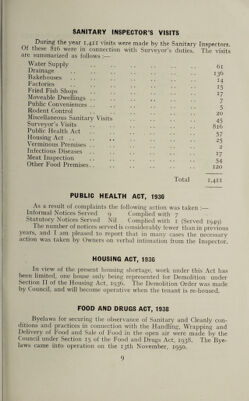 SANITARY INSPECTOR'S VISITS
During the year 1,411 visits were made by the Sanitary Inspectors.
Of these 816 were in connection with Surveyor's duties. The visits
are summarized as follows :—
Water Supply .. .. .. .. .. 61
Drainage .. .. .. .. .. 136
Bakehouses .. .. .. .. .. 14
Factories .. .. .. .. .. 15
Fried Fish Shops .. .. .. .. .. 17
Moveable Dwellings .. .. .. .. .. 7
Public Conveniences .. .. .. .. .. 5
Rodent Control .. .. .. .. .. 20
Miscellaneous Sanitary Visits .. .. .. .. 45
Surveyor's Visits .. .. .. .. .. 816
Public Health Act .. .. .. .. .. 57
Housing Act .. .. .. .. .. 25
Verminous Premises .. .. .. .. .. 2
Infectious Diseases .. .. .. .. .. 17
Meat Inspection .. .. .. .. .. 54
Other Food Premises .. .. .. .. .. 120
Total 1,411
PUBLIC HEALTH ACT, 1936
As a result of complaints the following action was taken :—
Informal Notices Served 9 Complied with 7
Statutory Notices Served Nil Complied with 1 (Served 1949)
The number of notices served is considerably fewer than in previous
years, and I am pleased to report that in many cases the necessary
action was taken by Owners on verbal intimation from the Inspector.
HOUSING ACT, 1936
In view of the present housing shortage, work under this Act has
been limited, one house only being represented for Demolition under
Section 11 of the Housing Act, 1936. The Demolition Order was made
by Council, and will become operative when the tenant is re-housed.
FOOD AND DRUGS ACT, 1938
Byelaws for securing the observance of Sanitary and Cleanly con-
ditions and practices in connection with the Handling, Wrapping and
Delivery of Food and Sale of Food in the open air were made by the
Council under Section 15 of the Food and Drugs Act, 1938. The Bye-
laws came into operation on the 13th November, 1950.
9